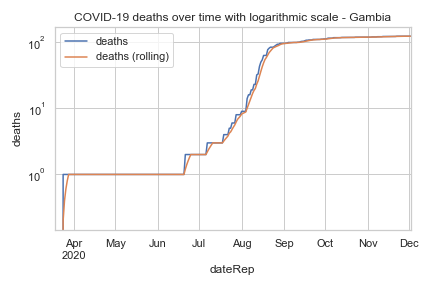 COVID-19 deaths over time with logarithmic scale - Gambia
deaths
deaths (rolling)
deaths
10²
10¹
10⁰
Apr May Jun Jul Aug Sep Oct Nov Dec
2020
dateRep